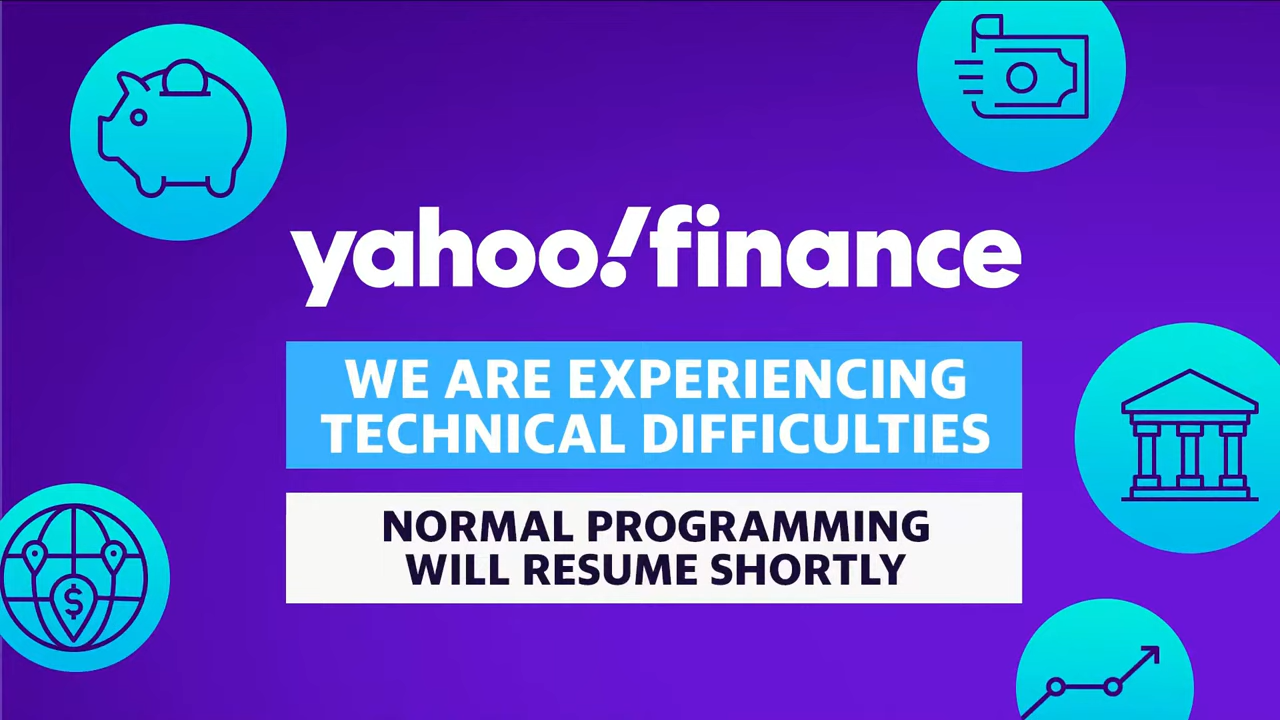 yahoo!finance
WE ARE EXPERIENCING
TECHNICAL DIFFICULTIES
NORMAL PROGRAMMING
WILL RESUME SHORTLY
$